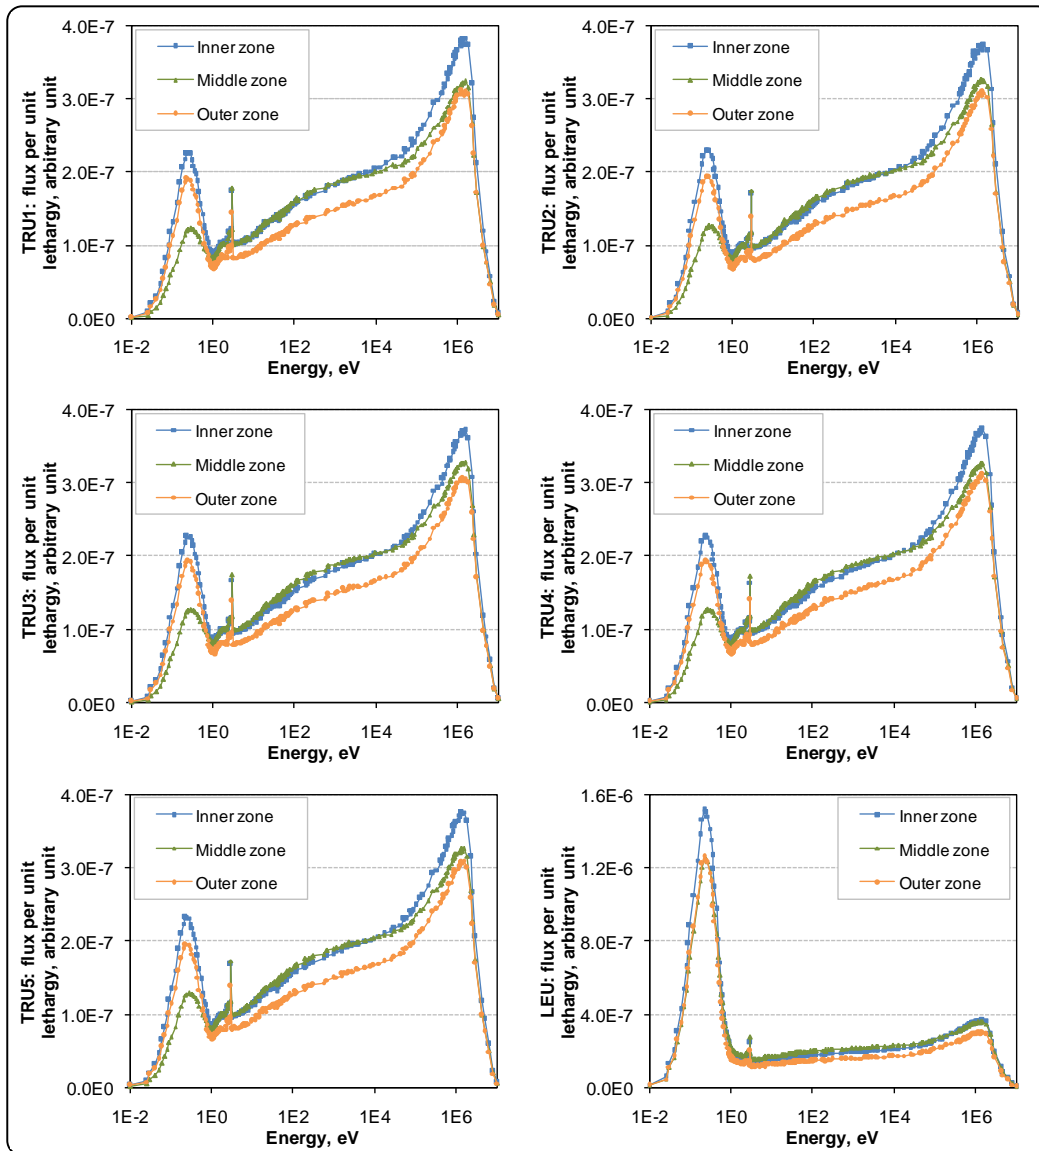 TRU1: flux per unit
lethargy, arbitrary unit
4.0E-7
3.0E-7
2.0E-7
1.0E-7
0.0E0
Inner zone
Middle zone
Outer zone
1E-2 1E0 1E2 1E4 1E6
Energy, eV
TRU2: flux per unit
lethargy, arbitrary unit
4.0E-7
3.0E-7
2.0E-7
1.0E-7
0.0E0
Inner zone
Middle zone
Outer zone
1E-2 1E0 1E2 1E4 1E6
Energy, eV
TRU3: flux per unit
lethargy, arbitrary unit
4.0E-7
3.0E-7
2.0E-7
1.0E-7
0.0E0
Inner zone
Middle zone
Outer zone
1E-2 1E0 1E2 1E4 1E6
Energy, eV
TRU4: flux per unit
lethargy, arbitrary unit
4.0E-7
3.0E-7
2.0E-7
1.0E-7
0.0E0
Inner zone
Middle zone
Outer zone
1E-2 1E0 1E2 1E4 1E6
Energy, eV
TRU5: flux per unit
lethargy, arbitrary unit
4.0E-7
3.0E-7
2.0E-7
1.0E-7
0.0E0
Inner zone
Middle zone
Outer zone
1E-2 1E0 1E2 1E4 1E6
Energy, eV
LEU: flux per unit
lethargy, arbitrary unit
1.6E-6
1.2E-6
8.0E-7
4.0E-7
0.0E0
Inner zone
Middle zone
Outer zone
1E-2 1E0 1E2 1E4 1E6
Energy, eV